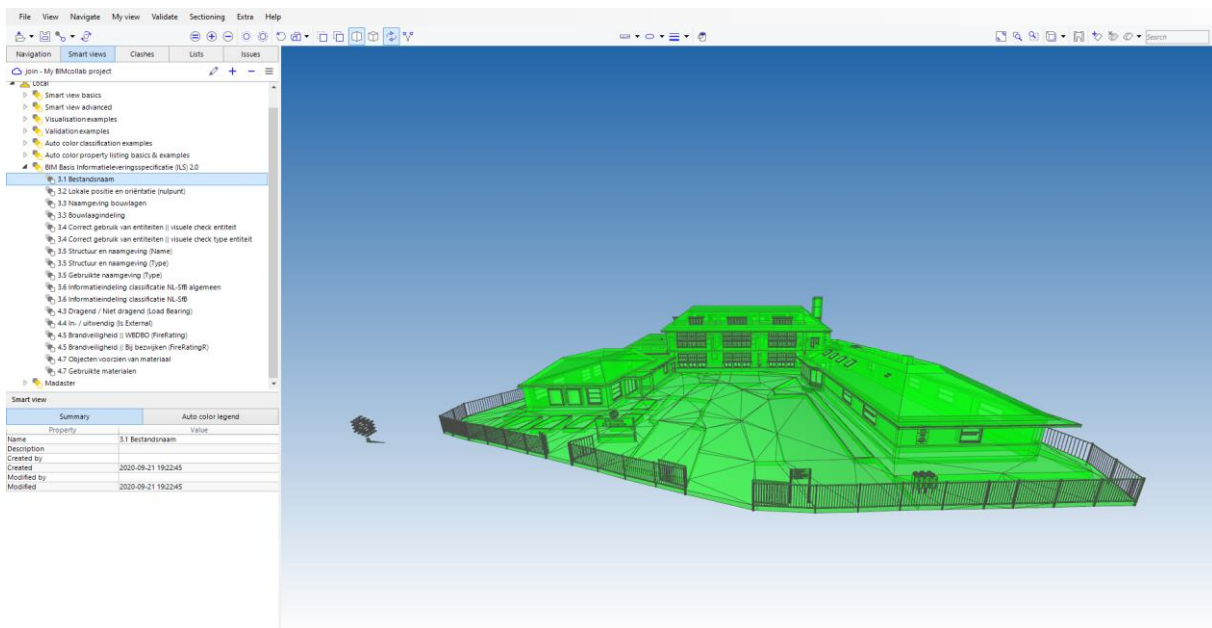 File View Navigate My view Validate Sectioning Extra Help
Search
Navigation Smart views Clashes Lists Issues
Join - My BIMcollab project
Local
Smart view basics
Smart view advanced
Visualisation examples
Validation examples
Auto color classification examples
Auto color property listing basics & examples
BIM Basis Informatieleveringsspecificatie (ILS) 2.0
3.1 Bestandsnaam
3.2 Lokale positie en oriëntatie (nulpunt)
3.3 Naamgeving bouwlagen
3.3 Bouwlaagindeling
3.4 Correct gebruik van entiteiten || visuele check entiteit
3.4 Correct gebruik van entiteiten || visuele check type entiteit
3.5 Structuur en naamgeving (Name)
3.5 Structuur en naamgeving (Type)
3.5 Gebruikte naamgeving (Type)
3.6 Informatieindeling classificatie NL-SfB algemeen
3.6 Informatieindeling classificatie NL-SfB
4.3 Dragend / Niet dragend (Load Bearing)
4.4 In- / uitwendig (Is External)
4.5 Brandveiligheid || WBDBO (FireRating)
4.5 Brandveiligheid || Bij bezwijken (FireRatingR)
4.7 Objecten voorzien van materiaal
4.7 Gebruikte materialen
Madaster
Smart view
Summary Auto color legend
Property Value
Name 3.1 Bestandsnaam
Description
Created by
Created 2020-09-21 19:22:45
Modified by
Modified 2020-09-21 19:22:45